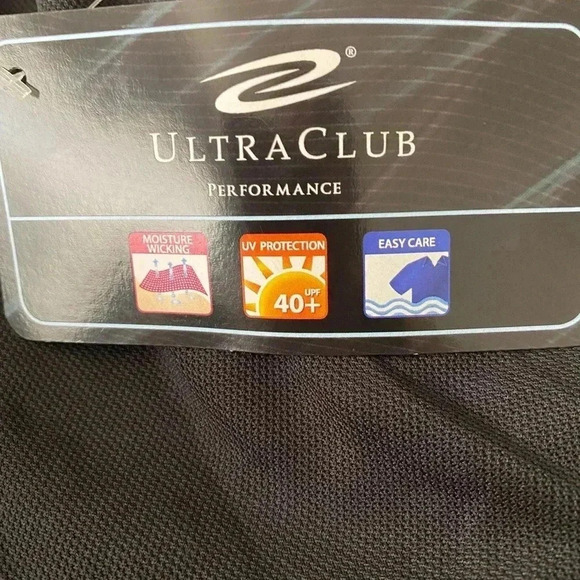 ®
ULTRACLUB
PERFORMANCE
MOISTURE
WICKING
UV PROTECTION
UPF
40+
EASY CARE